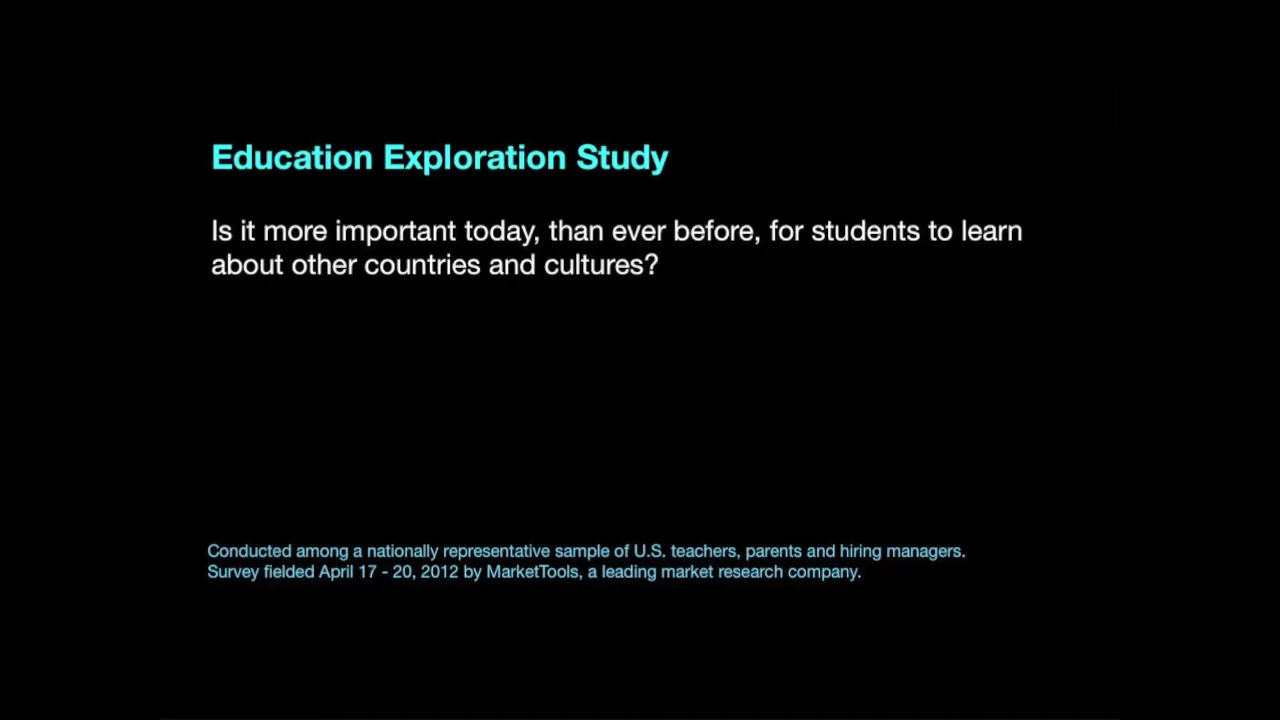 Education Exploration Study
Is it more important today, than ever before, for students to learn
about other countries and cultures?
Conducted among a nationally representative sample of U.S. teachers, parents and hiring managers.
Survey fielded April 17 - 20, 2012 by MarketTools, a leading market research company.